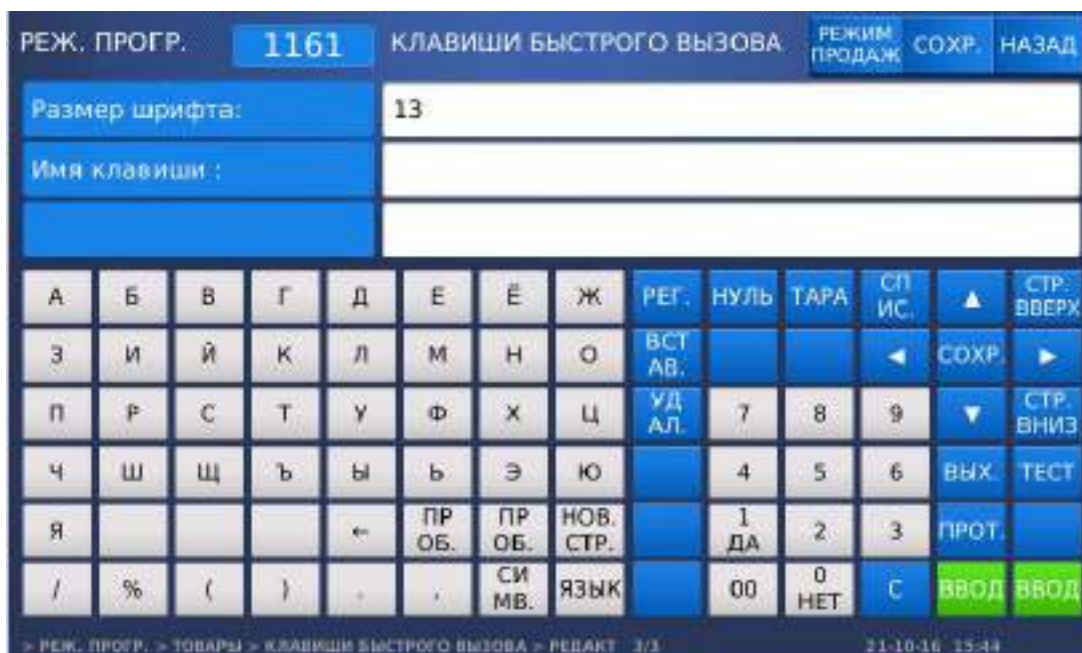 РЕЖ. ПРОГР. 1161 КЛАВИШИ БЫСТРОГО ВЫЗОВА РЕЖИМ ПРОДАЖ СОХР. НАЗАД
Размер шрифта: 13
Имя клавиши :
А Б В Г Д Е Ё Ж РЕГ. НУЛЬ ТАРА СП ИС. ▲ СТР. ВВЕРХ
З И Й К Л М Н О ВСТ АВ. ◄ СОХР. ►
П Р С Т У Ф Х Ц УД АЛ. 7 8 9 ▼ СТР. ВНИЗ
Ч Ш Щ Ъ Ы Ь Э Ю 4 5 6 ВЫХ. ТЕСТ
Я ← ПР ОБ. ПР ОБ. НОВ. СТР. 1 ДА 2 3 ПРОТ.
/ % ( ) . , СИ МВ. ЯЗЫК 00 0 НЕТ С ВВОД ВВОД
> РЕЖ. ПРОГР. > ТОВАРЫ > КЛАВИШИ БЫСТРОГО ВЫЗОВА > РЕДАКТ 3/3 21-10-16 15:44